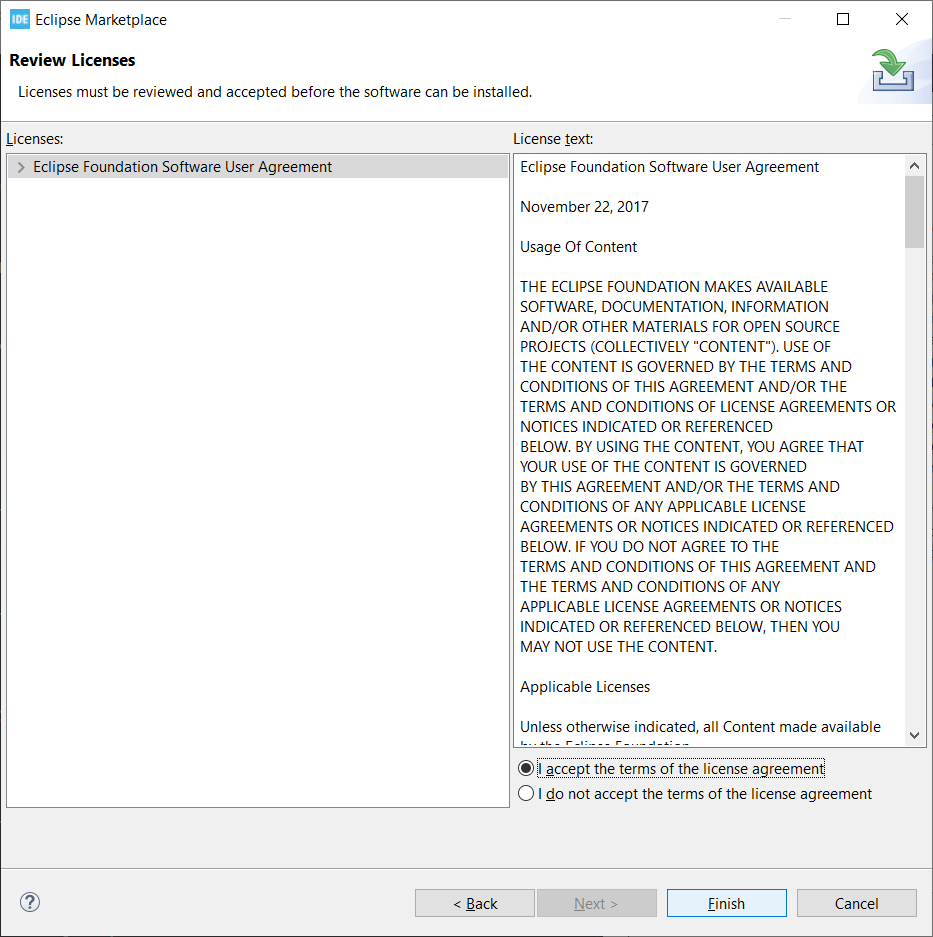 IDE Eclipse Marketplace
Review Licenses
Licenses must be reviewed and accepted before the software can be installed.
Licenses:
Eclipse Foundation Software User Agreement
License text:
Eclipse Foundation Software User Agreement
November 22, 2017
Usage Of Content
THE ECLIPSE FOUNDATION MAKES AVAILABLE
SOFTWARE, DOCUMENTATION, INFORMATION
AND/OR OTHER MATERIALS FOR OPEN SOURCE
PROJECTS (COLLECTIVELY "CONTENT"). USE OF
THE CONTENT IS GOVERNED BY THE TERMS AND
CONDITIONS OF THIS AGREEMENT AND/OR THE
TERMS AND CONDITIONS OF LICENSE AGREEMENTS OR
NOTICES INDICATED OR REFERENCED
BELOW. BY USING THE CONTENT, YOU AGREE THAT
YOUR USE OF THE CONTENT IS GOVERNED
BY THIS AGREEMENT AND/OR THE TERMS AND
CONDITIONS OF ANY APPLICABLE LICENSE
AGREEMENTS OR NOTICES INDICATED OR REFERENCED
BELOW. IF YOU DO NOT AGREE TO THE
TERMS AND CONDITIONS OF THIS AGREEMENT AND
THE TERMS AND CONDITIONS OF ANY
APPLICABLE LICENSE AGREEMENTS OR NOTICES
INDICATED OR REFERENCED BELOW, THEN YOU
MAY NOT USE THE CONTENT.
Applicable Licenses
Unless otherwise indicated, all Content made available
by the Eclipse Foundation
I accept the terms of the license agreement
I do not accept the terms of the license agreement
?
< Back
Next >
Finish
Cancel